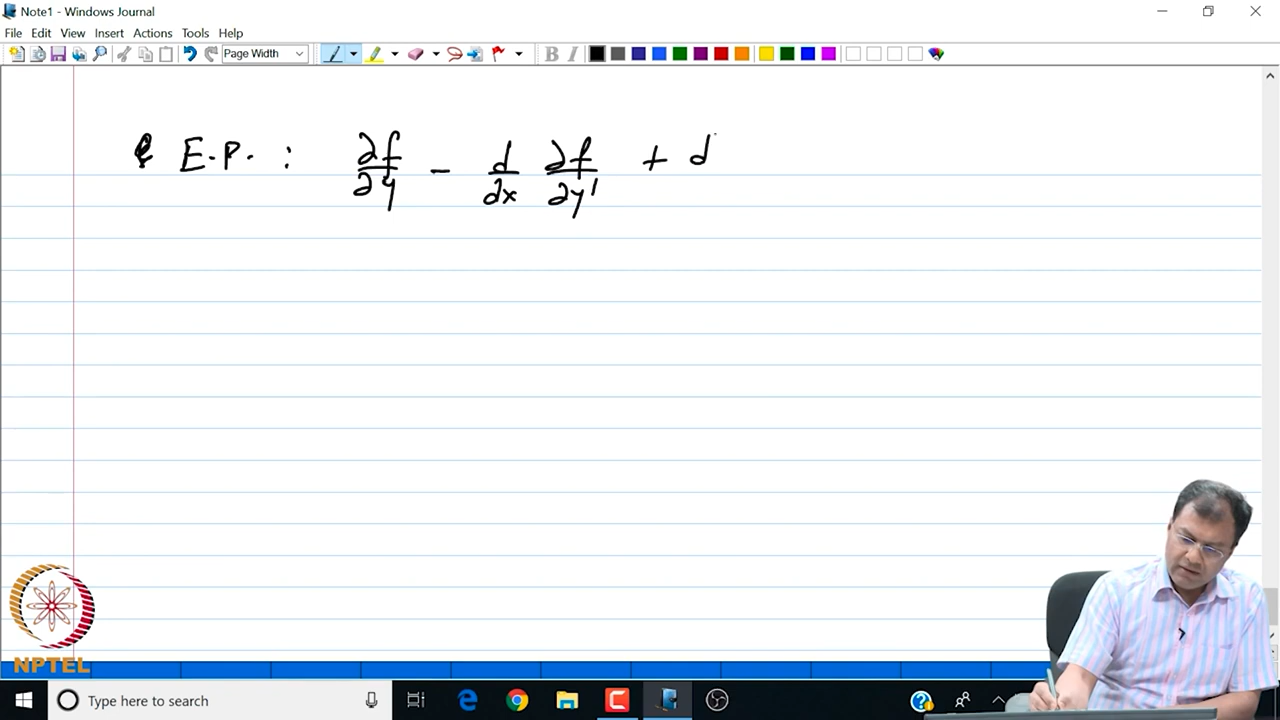 Note1 - Windows Journal
File Edit View Insert Actions Tools Help
Page Width
B I
& E.P. : ∂f/∂y - d/dx ∂f/∂y' + d
NPTEL
Type here to search